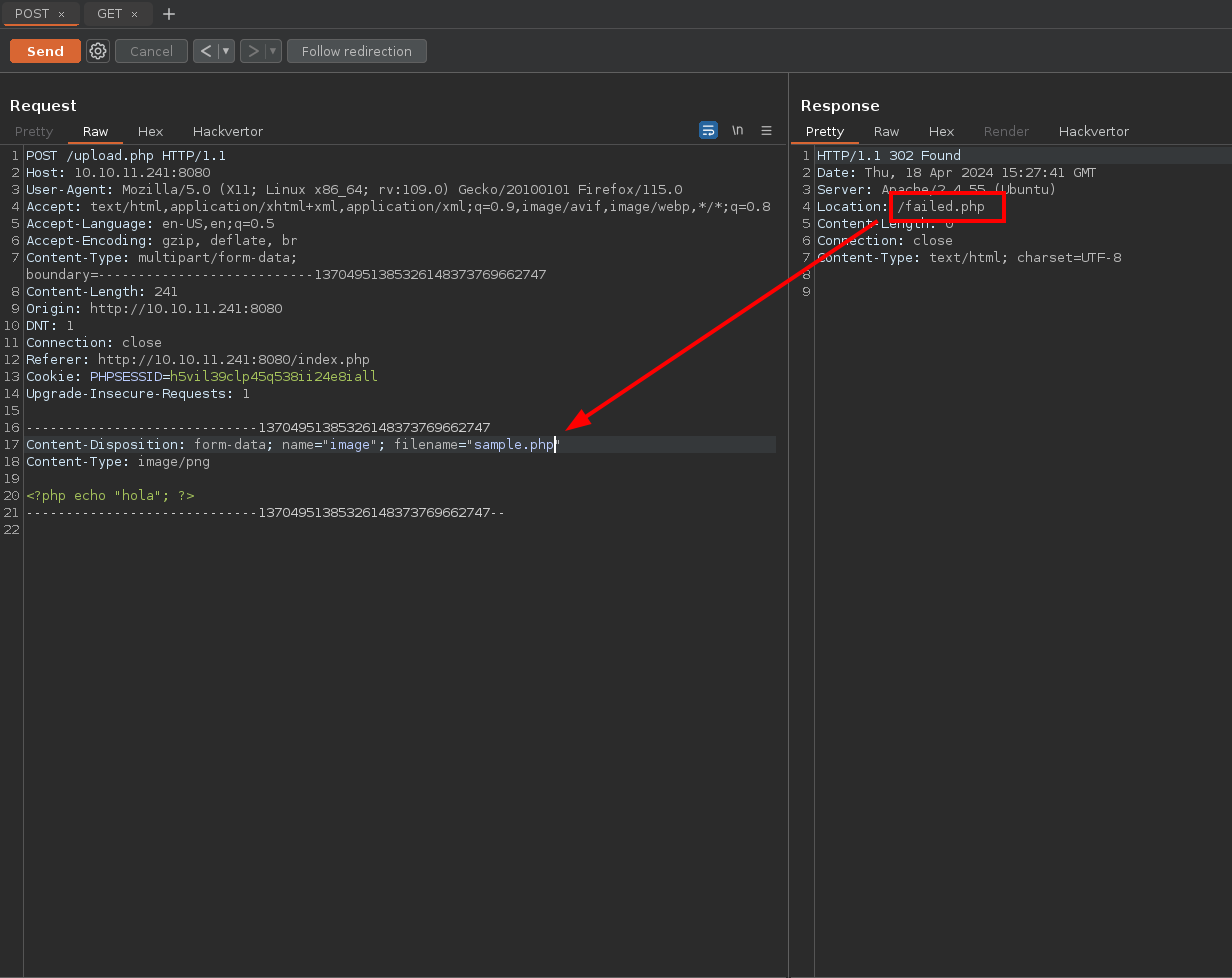 POST × GET × +
Send Cancel < ▾ > ▾ Follow redirection
Request
Pretty Raw Hex Hackvertor \n ≡
1 POST /upload.php HTTP/1.1
2 Host: 10.10.11.241:8080
3 User-Agent: Mozilla/5.0 (X11; Linux x86_64; rv:109.0) Gecko/20100101 Firefox/115.0
4 Accept: text/html,application/xhtml+xml,application/xml;q=0.9,image/avif,image/webp,*/*;q=0.8
5 Accept-Language: en-US,en;q=0.5
6 Accept-Encoding: gzip, deflate, br
7 Content-Type: multipart/form-data;
boundary=---------------------------137049513853261483737696​62747
8 Content-Length: 241
9 Origin: http://10.10.11.241:8080
10 DNT: 1
11 Connection: close
12 Referer: http://10.10.11.241:8080/index.php
13 Cookie: PHPSESSID=h5vil39clp45q538ii24e8iall
14 Upgrade-Insecure-Requests: 1
15
16 -----------------------------13704951385326148373769662747
17 Content-Disposition: form-data; name="image"; filename="sample.php"
18 Content-Type: image/png
19
20 <?php echo "hola"; ?>
21 -----------------------------13704951385326148373769662747--
22
Response
Pretty Raw Hex Render Hackvertor
1 HTTP/1.1 302 Found
2 Date: Thu, 18 Apr 2024 15:27:41 GMT
3 Server: Apache/2.4.55 (Ubuntu)
4 Location: /failed.php
5 Content-Length: 0
6 Connection: close
7 Content-Type: text/html; charset=UTF-8
8
9